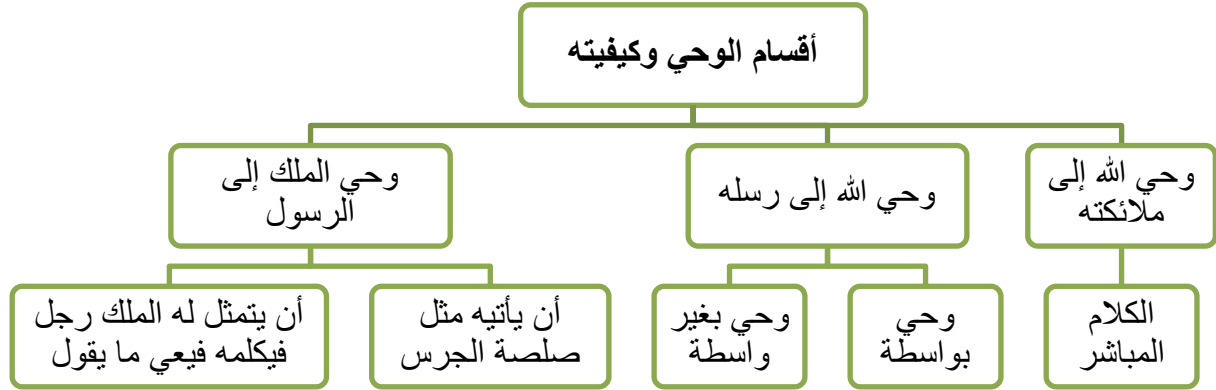 أقسام الوحي وكيفيته
وحي الله إلى
ملائكته
وحي الله إلى رسله
وحي الملك إلى
الرسول
الكلام
المباشر
وحي
بواسطة
وحي بغير
واسطة
أن يأتيه مثل
صلصة الجرس
أن يتمثل له الملك رجل
فيكلمه فيعي ما يقول